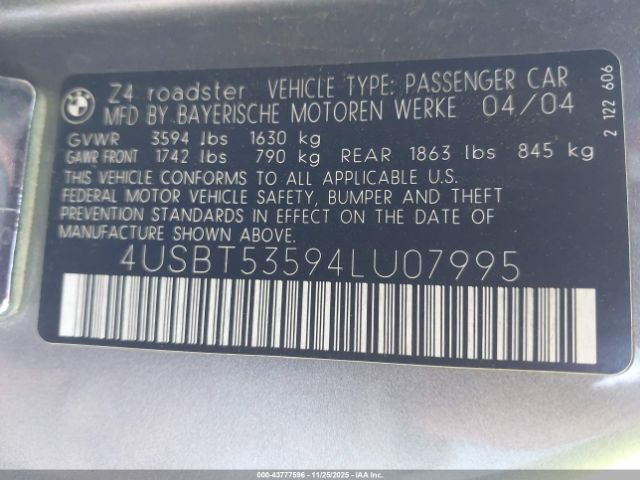 Z4 roadster VEHICLE TYPE: PASSENGER CAR
MFD BY BAYERISCHE MOTOREN WERKE 04/04
GVWR 3594 lbs 1630 kg
GAWR FRONT 1742 lbs 790 kg REAR 1863 lbs 845 kg
THIS VEHICLE CONFORMS TO ALL APPLICABLE U.S.
FEDERAL MOTOR VEHICLE SAFETY, BUMPER AND THEFT
PREVENTION STANDARDS IN EFFECT ON THE DATE OF
MANUFACTURE SHOWN ABOVE.
4USBT53594LU07995
2 122 606
000-43777596 - 11/25/2025 - IAA, Inc.